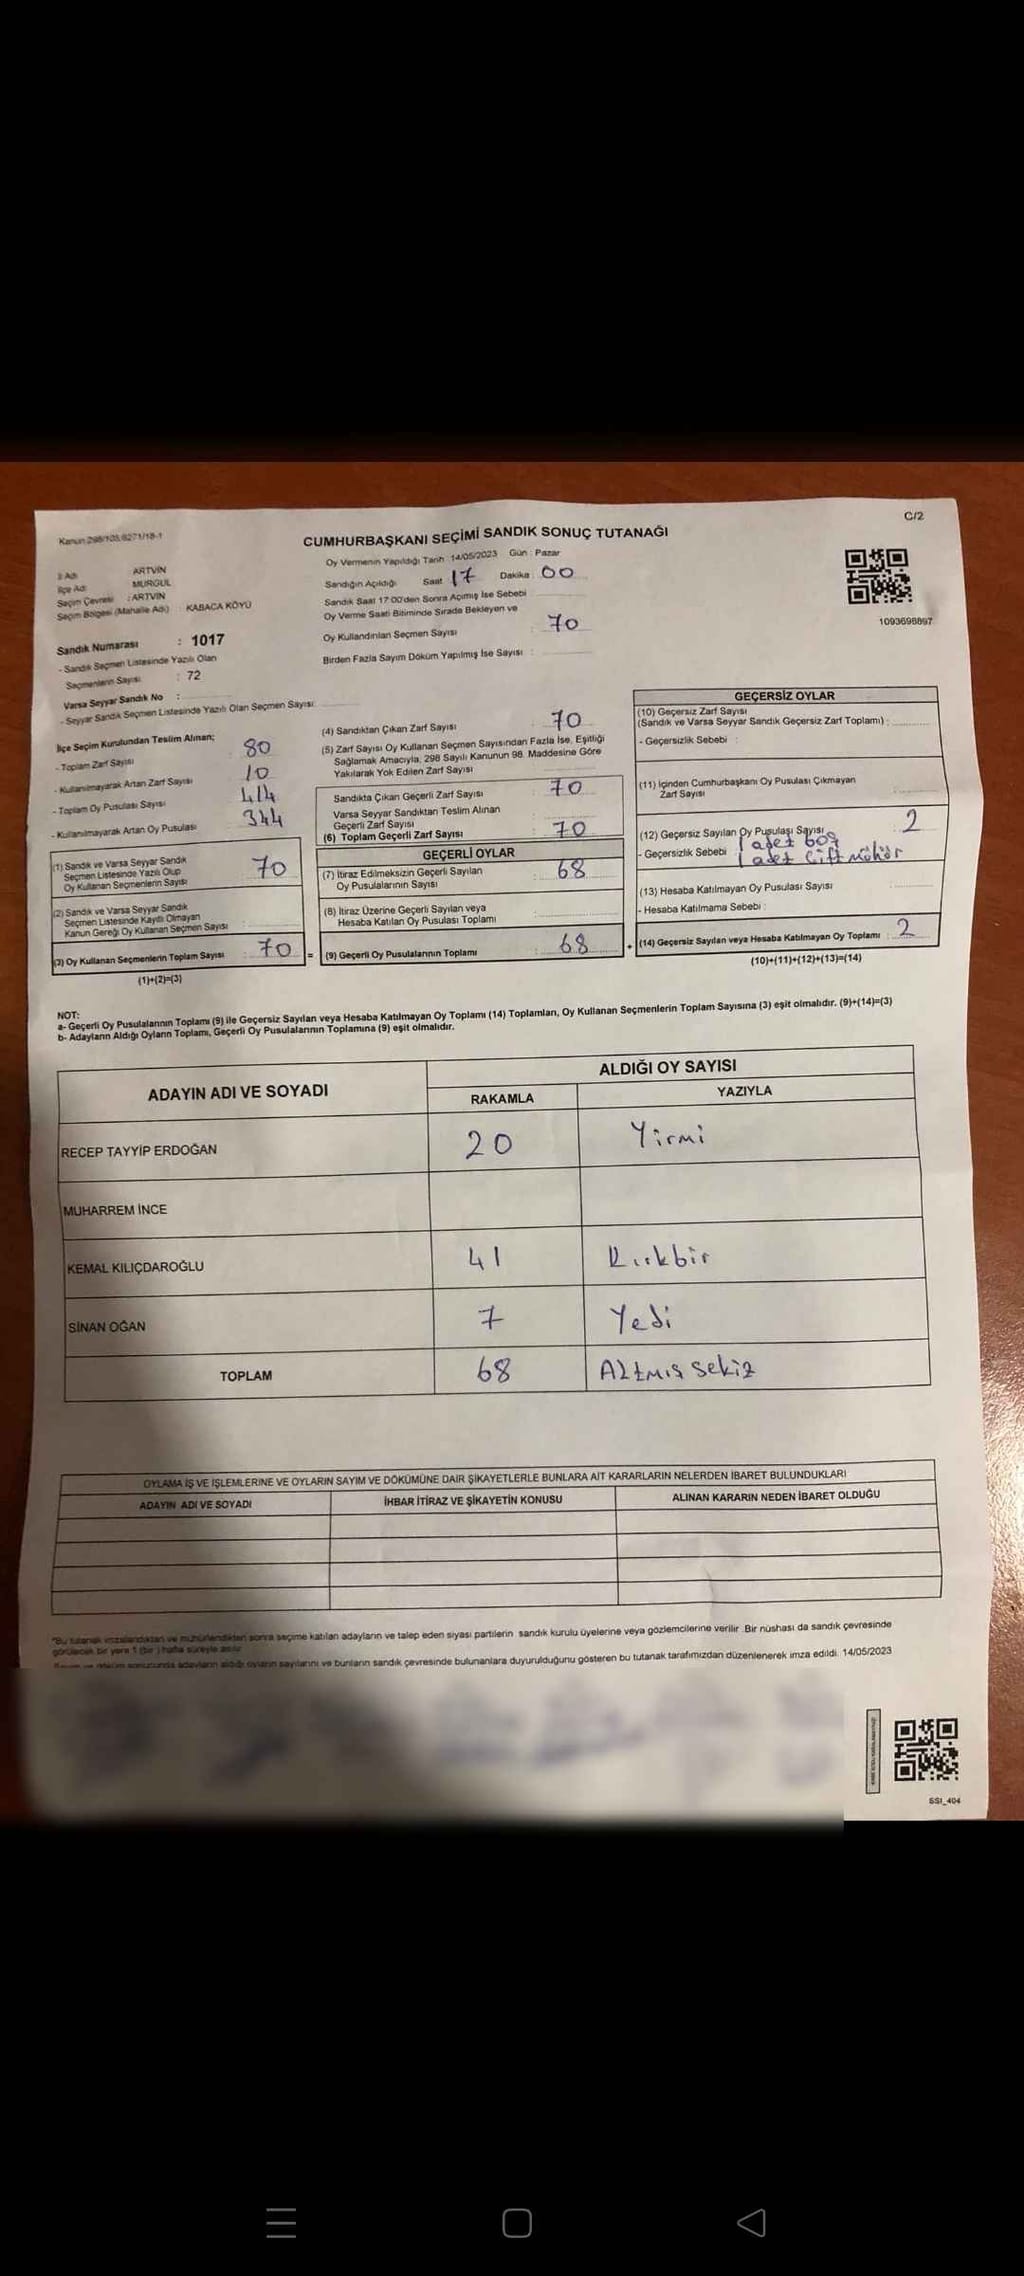 C/2
Kanun 298/105,6271/18-1
CUMHURBAŞKANI SEÇİMİ SANDIK SONUÇ TUTANAĞI
Oy Vermenin Yapıldığı Tarih 14/05/2023 Gün : Pazar
İl Adı ARTVİN
İlçe Adı MURGUL
Seçim Çevresi : ARTVİN
Seçim Bölgesi (Mahalle Adı) : KABACA KÖYÜ
Sandığın Açıldığı Saat 17 Dakika : 00
Sandık Saat 17:00'den Sonra Açımış İse Sebebi
Oy Verme Saati Bitiminde Sırada Bekleyen ve
Oy Kullandırılan Seçmen Sayısı : 70
Birden Fazla Sayım Döküm Yapılmış İse Sayısı :
1093698897
Sandık Numarası : 1017
- Sandık Seçmen Listesinde Yazılı Olan
Seçmenlerin Sayısı : 72
Varsa Seyyar Sandık No :
- Seyyar Sandık Seçmen Listesinde Yazılı Olan Seçmen Sayısı:
İlçe Seçim Kurulundan Teslim Alınan;
- Toplam Zarf Sayısı 80
- Kullanılmayarak Artan Zarf Sayısı 10
- Toplam Oy Pusulası Sayısı 414
- Kullanılmayarak Artan Oy Pusulası 344
(1) Sandık ve Varsa Seyyar Sandık
Seçmen Listesinde Yazılı Olup
Oy Kullanan Seçmenlerin Sayısı 70
(2) Sandık ve Varsa Seyyar Sandık
Seçmen Listesinde Kayıtlı Olmayan
Kanun Gereği Oy Kullanan Seçmen Sayısı :
(3) Oy Kullanan Seçmenlerin Toplam Sayısı : 70 =
(1)+(2)=(3)
(4) Sandıktan Çıkan Zarf Sayısı : 70
(5) Zarf Sayısı Oy Kullanan Seçmen Sayısından Fazla İse, Eşitliği
Sağlamak Amacıyla, 298 Sayılı Kanunun 98. Maddesine Göre
Yakılarak Yok Edilen Zarf Sayısı
Sandıkta Çıkan Geçerli Zarf Sayısı : 70
Varsa Seyyar Sandıktan Teslim Alınan
Geçerli Zarf Sayısı
(6) Toplam Geçerli Zarf Sayısı : 70
GEÇERLİ OYLAR
(7) İtiraz Edilmeksizin Geçerli Sayılan
Oy Pusulalarının Sayısı : 68
(8) İtiraz Üzerine Geçerli Sayılan veya
Hesaba Katılan Oy Pusulası Toplamı
(9) Geçerli Oy Pusulalarının Toplamı : 68 +
GEÇERSİZ OYLAR
(10) Geçersiz Zarf Sayısı
(Sandık ve Varsa Seyyar Sandık Geçersiz Zarf Toplamı) :
- Geçersizlik Sebebi :
(11) İçinden Cumhurbaşkanı Oy Pusulası Çıkmayan
Zarf Sayısı
(12) Geçersiz Sayılan Oy Pusulası Sayısı 2
1 adet boş
- Geçersizlik Sebebi 1 adet Çift mühür
(13) Hesaba Katılmayan Oy Pusulası Sayısı
- Hesaba Katılmama Sebebi :
(14) Geçersiz Sayılan veya Hesaba Katılmayan Oy Toplamı : 2
(10)+(11)+(12)+(13)=(14)
NOT:
a- Geçerli Oy Pusulalarının Toplamı (9) ile Geçersiz Sayılan veya Hesaba Katılmayan Oy Toplamı (14) Toplamları, Oy Kullanan Seçmenlerin Toplam Sayısına (3) eşit olmalıdır. (9)+(14)=(3)
b- Adayların Aldığı Oyların Toplamı, Geçerli Oy Pusulalarının Toplamına (9) eşit olmalıdır.
ADAYIN ADI VE SOYADI
ALDIĞI OY SAYISI
RAKAMLA YAZIYLA
RECEP TAYYİP ERDOĞAN 20 Yirmi
MUHARREM İNCE
KEMAL KILIÇDAROĞLU 41 Kırkbir
SİNAN OĞAN 7 Yedi
TOPLAM 68 Altmış sekiz
OYLAMA İŞ VE İŞLEMLERİNE VE OYLARIN SAYIM VE DÖKÜMÜNE DAİR ŞİKAYETLERLE BUNLARA AİT KARARLARIN NELERDEN İBARET BULUNDUKLARI
ADAYIN ADI VE SOYADI İHBAR İTİRAZ VE ŞİKAYETİN KONUSU ALINAN KARARIN NEDEN İBARET OLDUĞU
"Bu tutanak imzalandıktan ve mühürlendikten sonra seçime katılan adayların ve talep eden siyasi partilerin sandık kurulu üyelerine veya gözlemcilerine verilir. Bir nüshası da sandık çevresinde
görülecek bir yere 1 (bir) hafta süreyle asılır.
sonucunda adayların aldığı oyların sayılarını ve bunların sandık çevresinde bulunanlara duyurulduğunu gösteren bu tutanak tarafımızdan düzenlenerek imza edildi. 14/05/2023
SSI_404